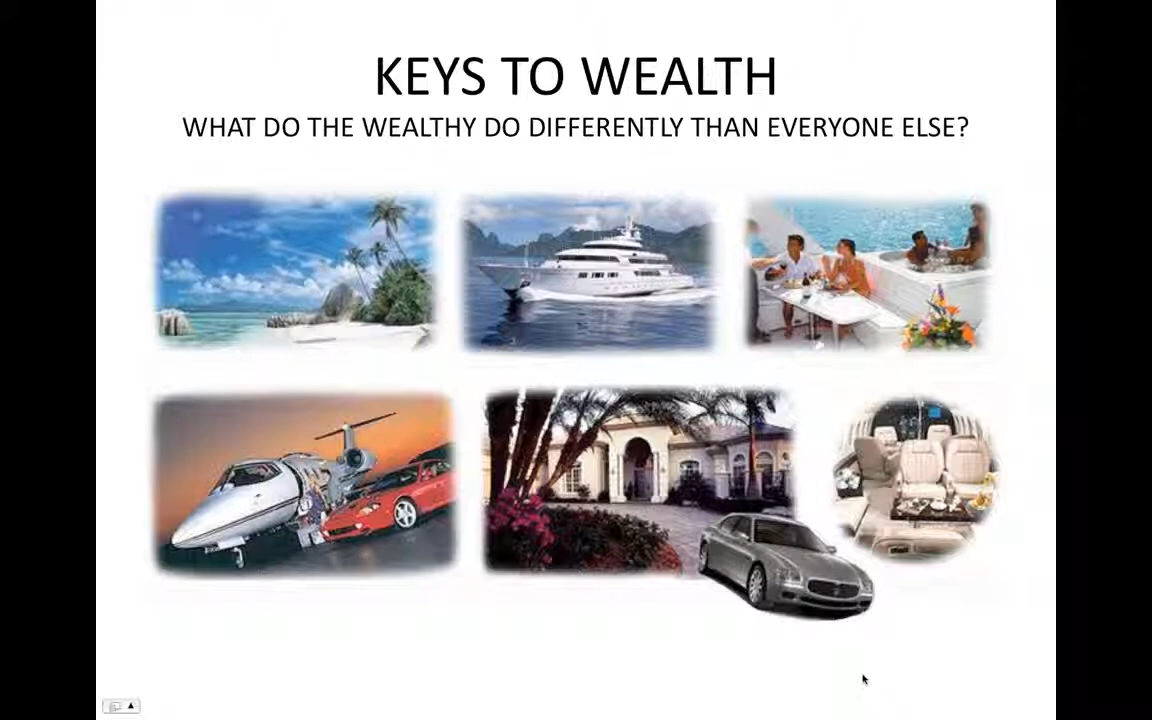 KEYS TO WEALTH
WHAT DO THE WEALTHY DO DIFFERENTLY THAN EVERYONE ELSE?